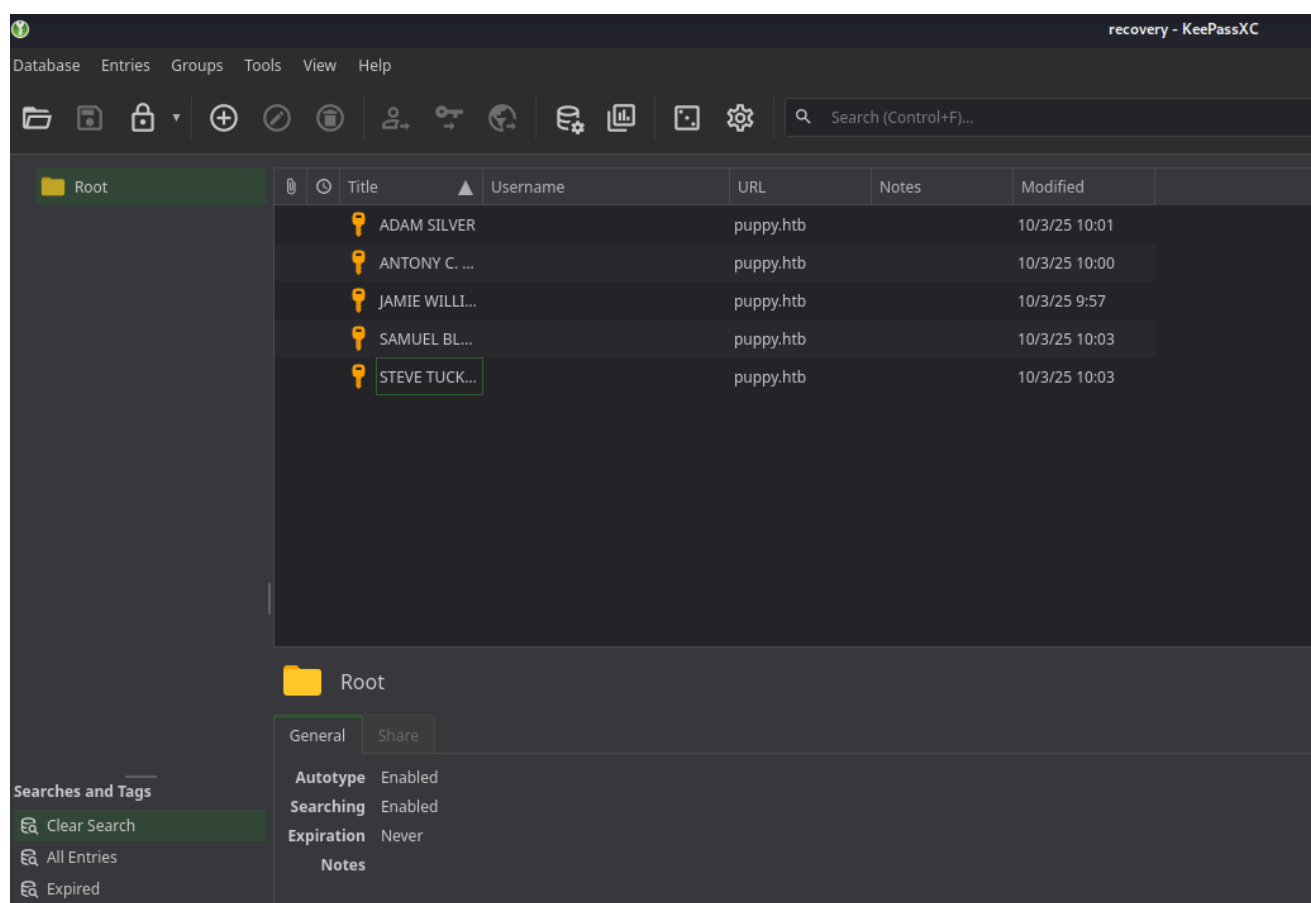 recovery - KeePassXC
Database Entries Groups Tools View Help
Search (Control+F)...
Root
Title Username URL Notes Modified
ADAM SILVER puppy.htb 10/3/25 10:01
ANTONY C. ... puppy.htb 10/3/25 10:00
JAMIE WILLI... puppy.htb 10/3/25 9:57
SAMUEL BL... puppy.htb 10/3/25 10:03
STEVE TUCK... puppy.htb 10/3/25 10:03
Root
General Share
Autotype Enabled
Searching Enabled
Expiration Never
Notes
Searches and Tags
Clear Search
All Entries
Expired